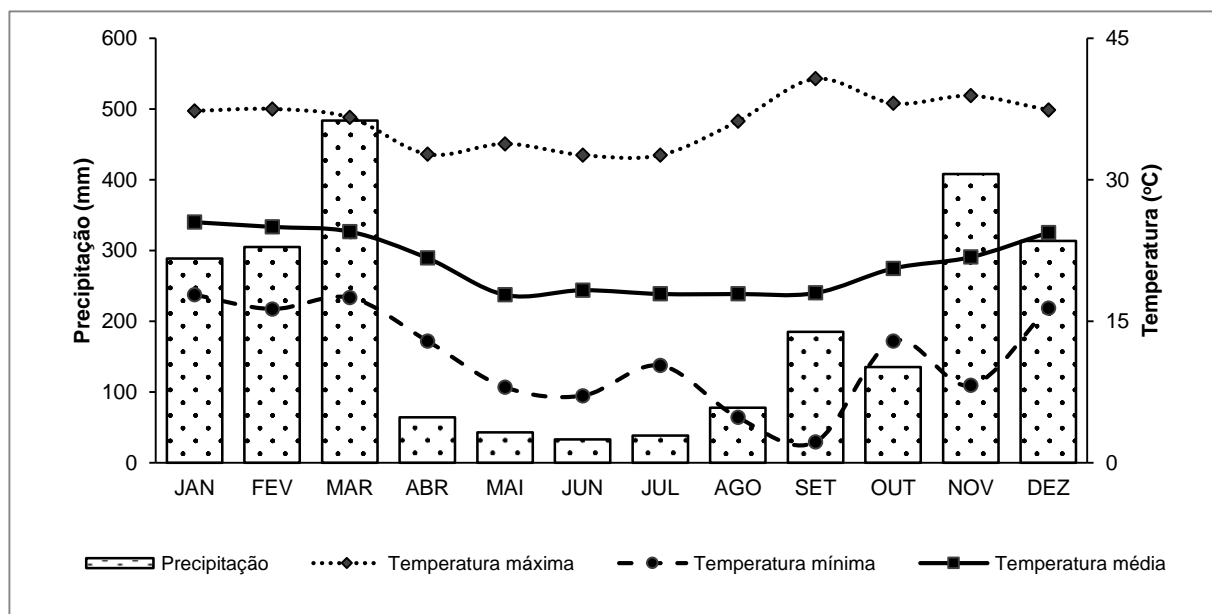 600
500
400
300
200
100
0
Precipitação (mm)
45
30
15
0
Temperatura (ºC)
JAN FEV MAR ABR MAI JUN JUL AGO SET OUT NOV DEZ
Precipitação Temperatura máxima Temperatura mínima Temperatura média